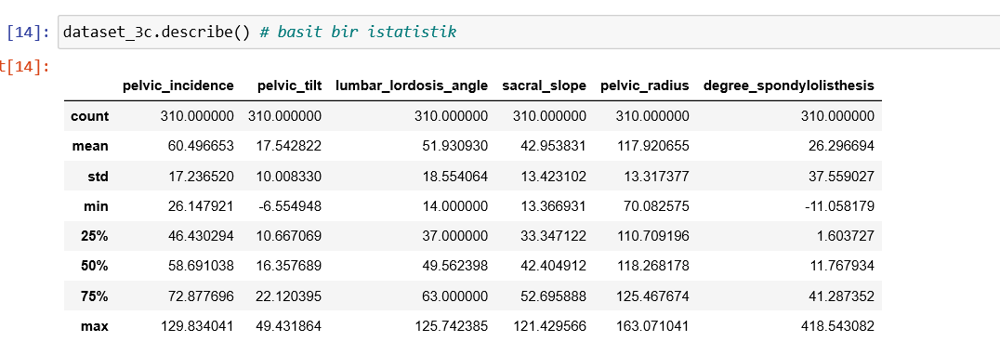 [14]: dataset_3c.describe() # basit bir istatistik
t[14]:
pelvic_incidence pelvic_tilt lumbar_lordosis_angle sacral_slope pelvic_radius degree_spondylolisthesis
count 310.000000 310.000000 310.000000 310.000000 310.000000 310.000000
mean 60.496653 17.542822 51.930930 42.953831 117.920655 26.296694
std 17.236520 10.008330 18.554064 13.423102 13.317377 37.559027
min 26.147921 -6.554948 14.000000 13.366931 70.082575 -11.058179
25% 46.430294 10.667069 37.000000 33.347122 110.709196 1.603727
50% 58.691038 16.357689 49.562398 42.404912 118.268178 11.767934
75% 72.877696 22.120395 63.000000 52.695888 125.467674 41.287352
max 129.834041 49.431864 125.742385 121.429566 163.071041 418.543082